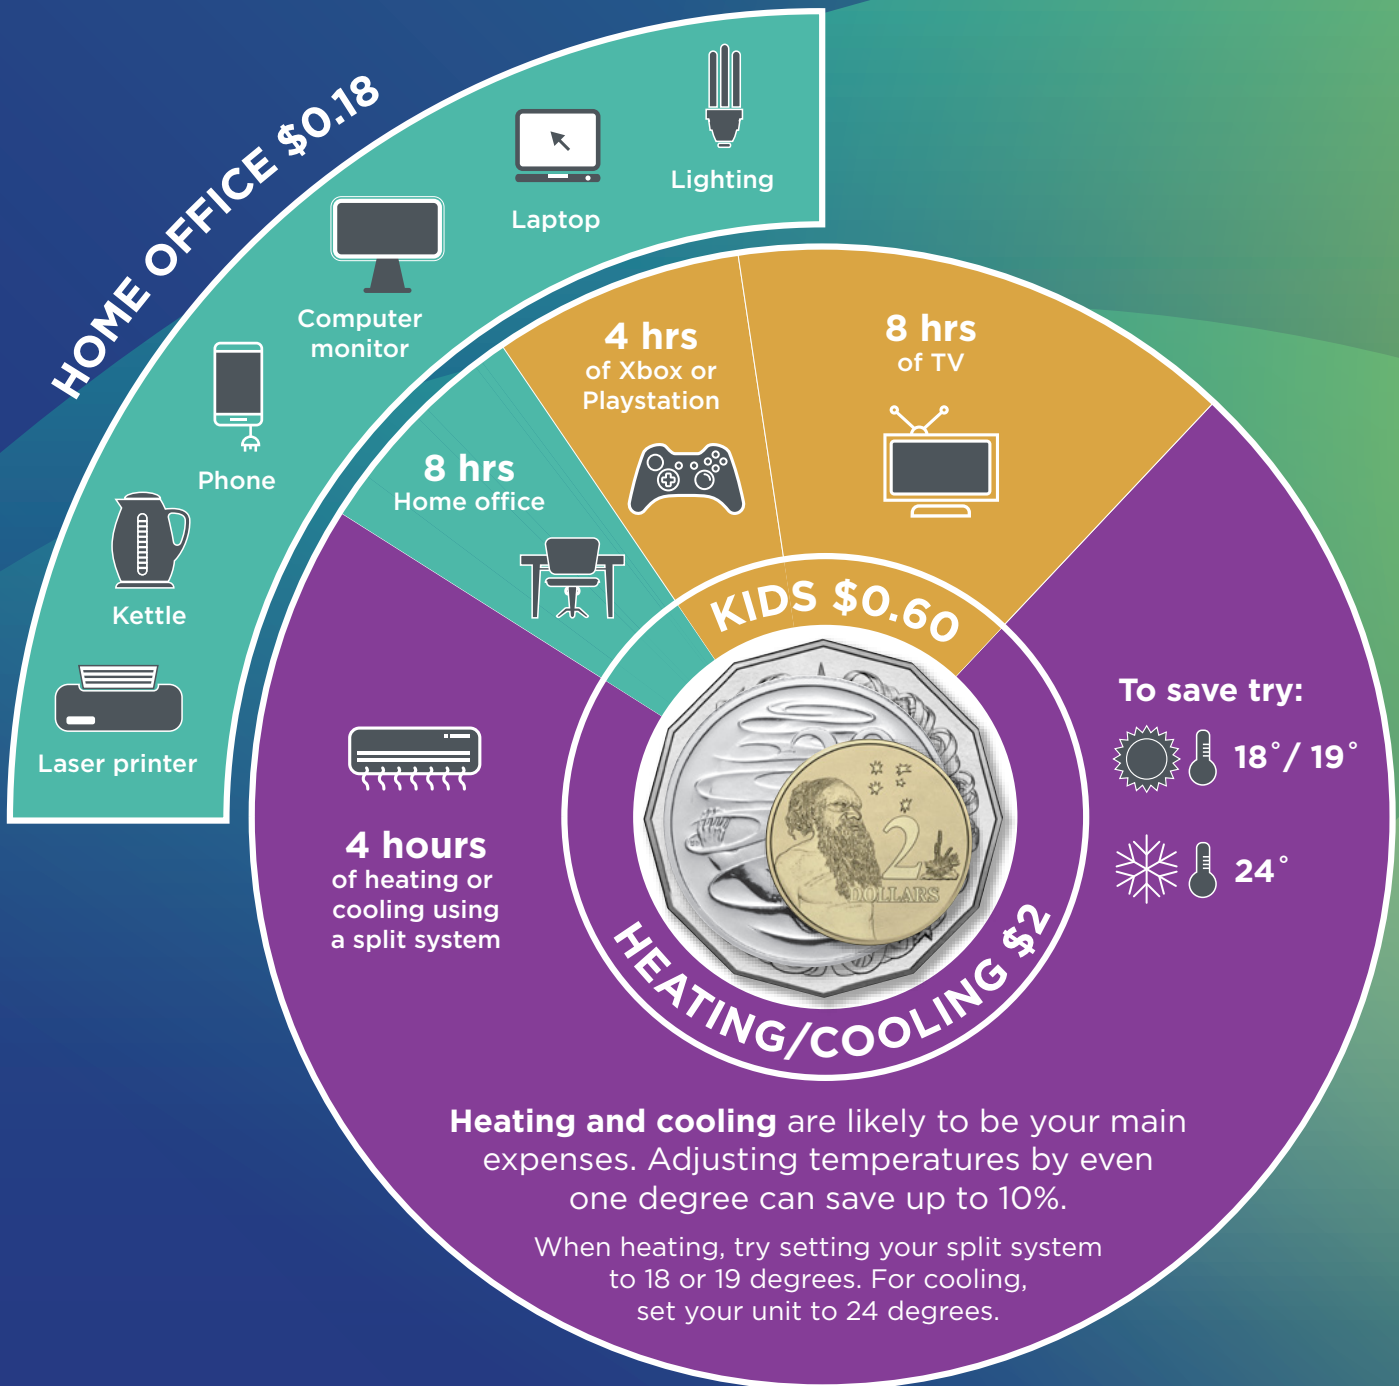 HOME OFFICE $0.18
Lighting
Laptop
Computer
monitor
Phone
Kettle
Laser printer
8 hrs
Home office
4 hrs
of Xbox or
Playstation
8 hrs
of TV
KIDS $0.60
2
DOLLARS
HEATING/COOLING $2
4 hours
of heating or
cooling using
a split system
To save try:
18°/ 19°
24°
Heating and cooling are likely to be your main
expenses. Adjusting temperatures by even
one degree can save up to 10%.
When heating, try setting your split system
to 18 or 19 degrees. For cooling,
set your unit to 24 degrees.